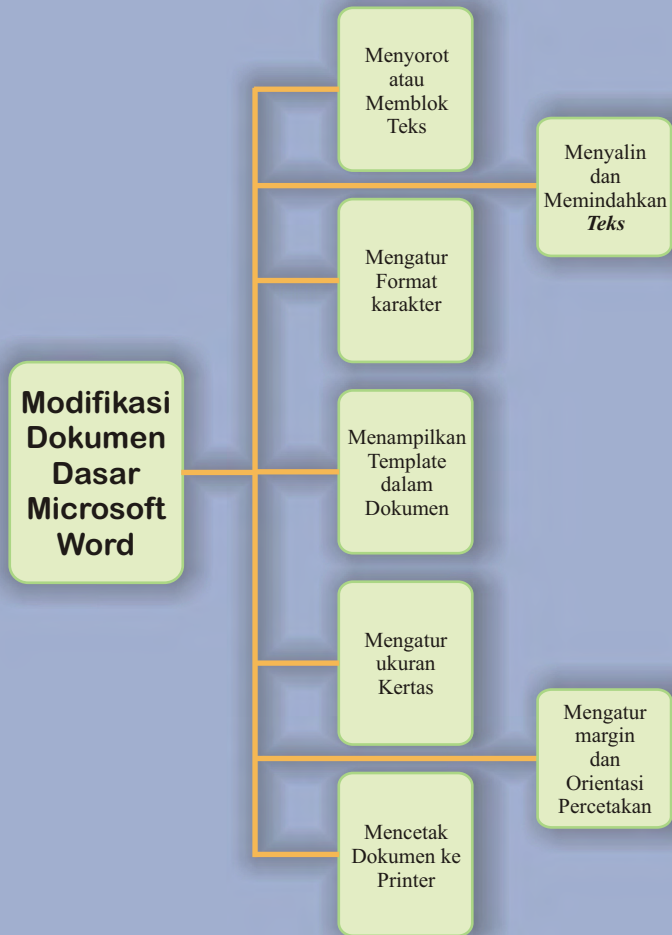 Modifikasi
Dokumen
Dasar
Microsoft
Word
Menyorot
atau
Memblok
Teks
Menyalin
dan
Memindahkan
Teks
Mengatur
Format
karakter
Menampilkan
Template
dalam
Dokumen
Mengatur
ukuran
Kertas
Mengatur
margin
dan
Orientasi
Percetakan
Mencetak
Dokumen ke
Printer